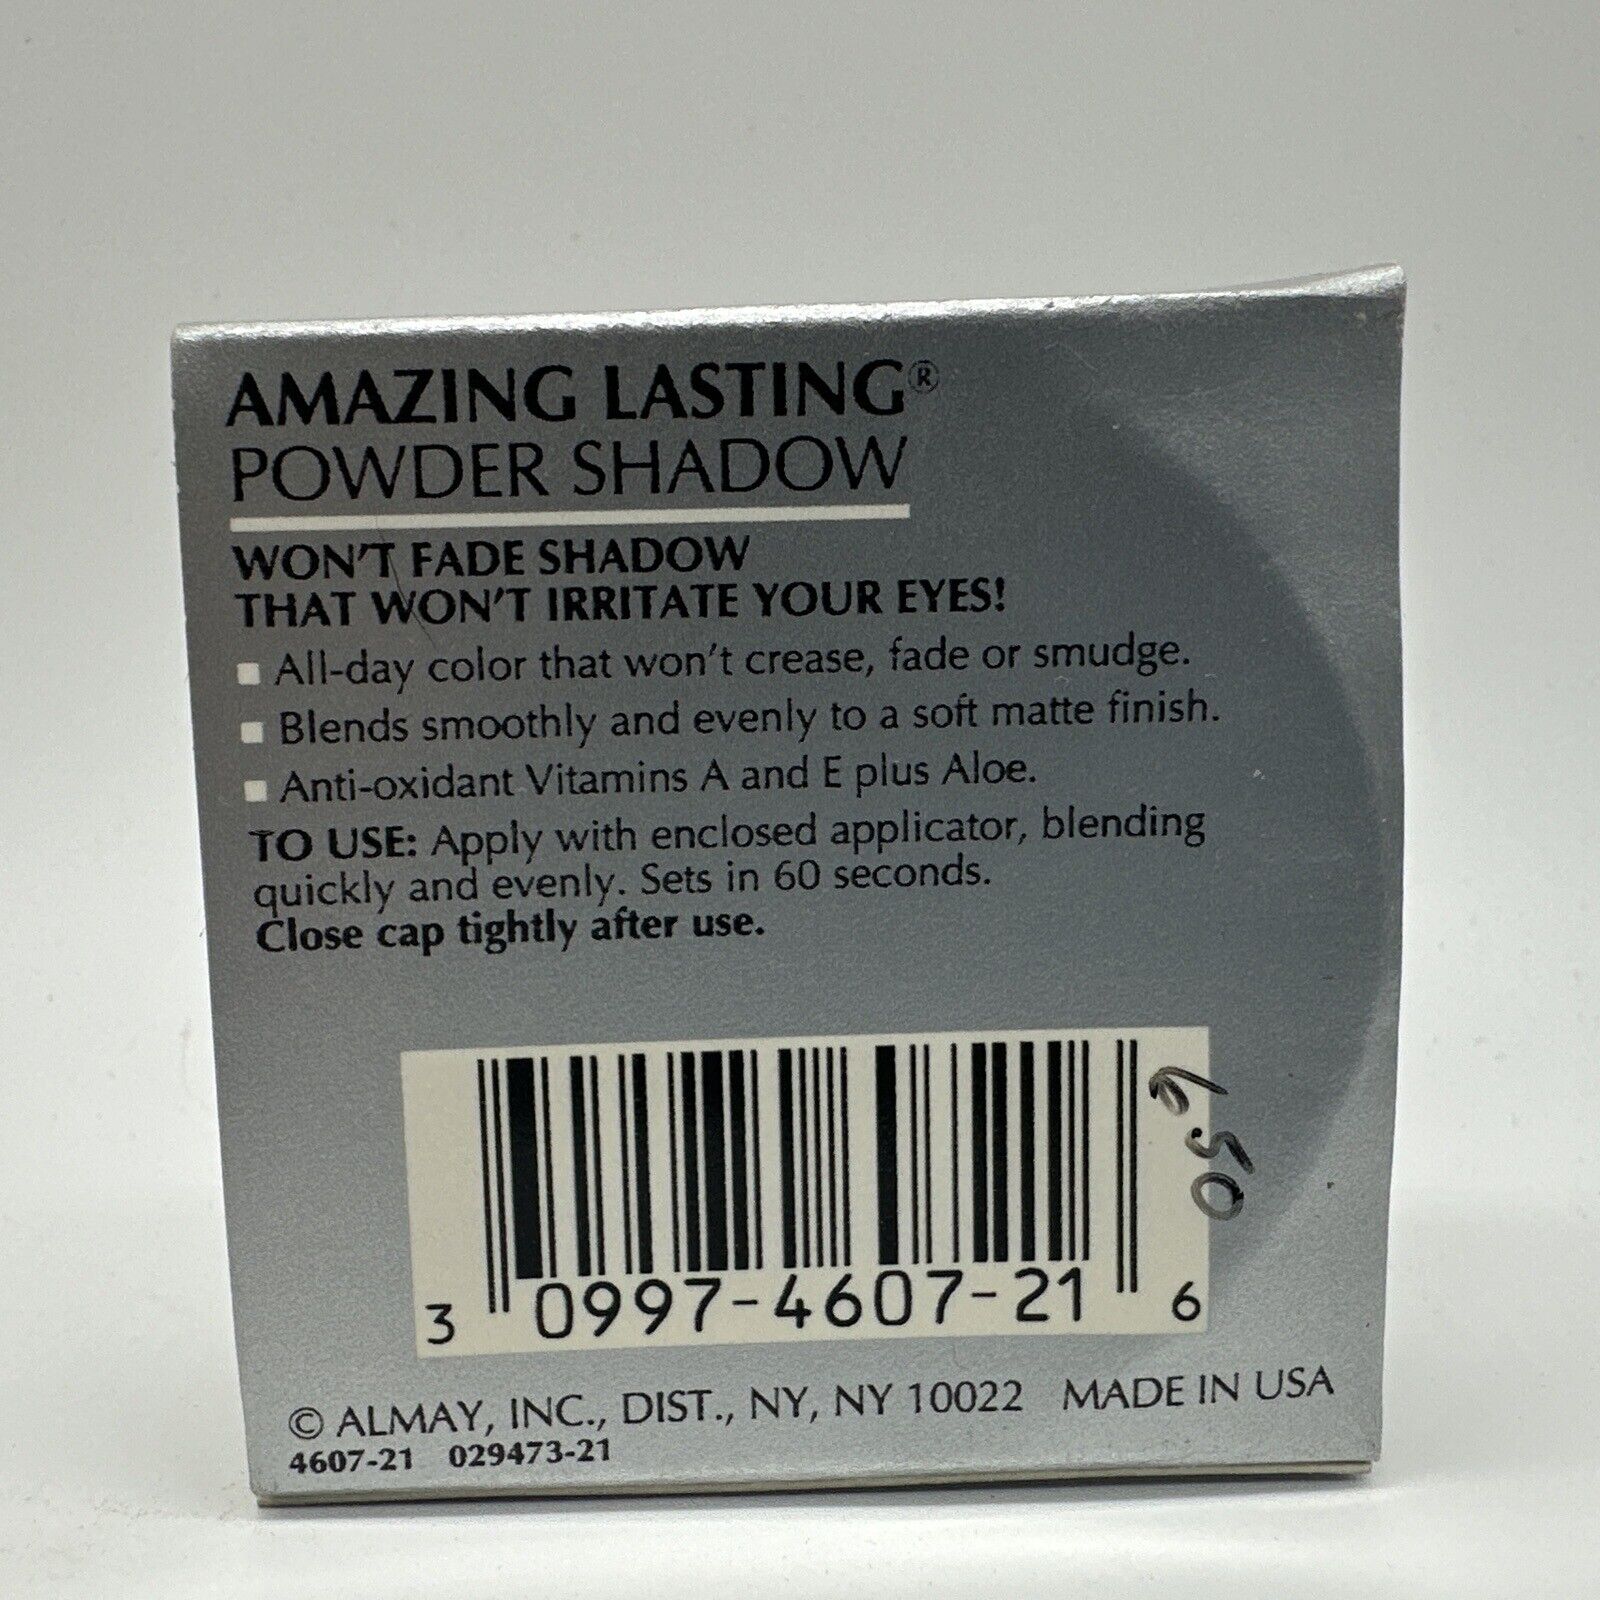 AMAZING LASTING®
POWDER SHADOW
WON'T FADE SHADOW
THAT WON'T IRRITATE YOUR EYES!
▪ All-day color that won't crease, fade or smudge.
▪ Blends smoothly and evenly to a soft matte finish.
▪ Anti-oxidant Vitamins A and E plus Aloe.
TO USE: Apply with enclosed applicator, blending
quickly and evenly. Sets in 60 seconds.
Close cap tightly after use.
6 50
3 0997-4607-21 6
© ALMAY, INC., DIST., NY, NY 10022 MADE IN USA
4607-21 029473-21